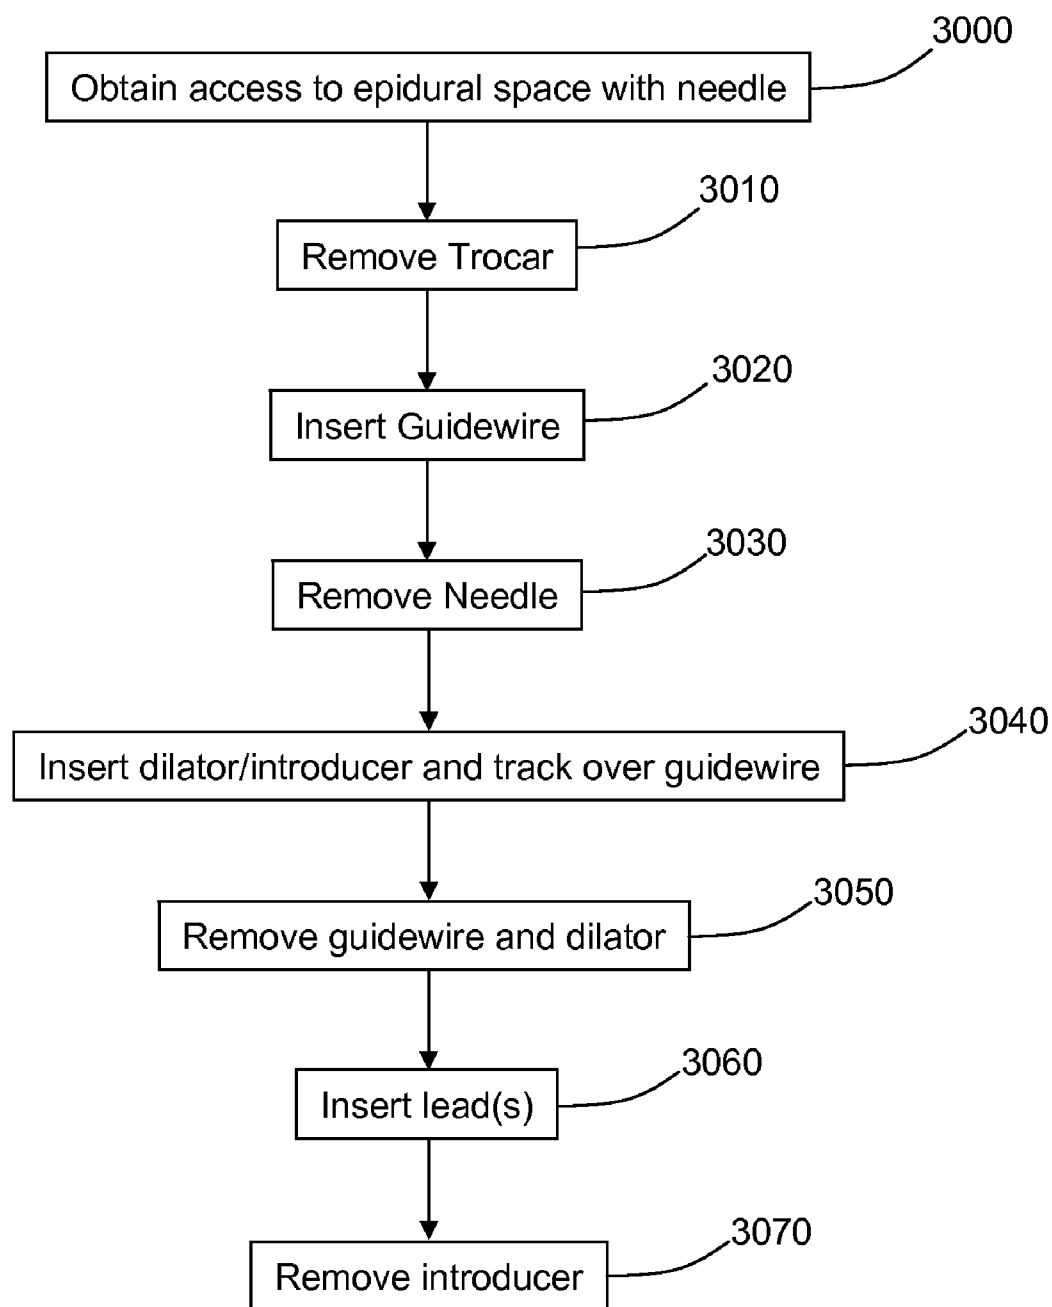 3000
Obtain access to epidural space with needle
3010
Remove Trocar
3020
Insert Guidewire
3030
Remove Needle
3040
Insert dilator/introducer and track over guidewire
3050
Remove guidewire and dilator
3060
Insert lead(s)
3070
Remove introducer